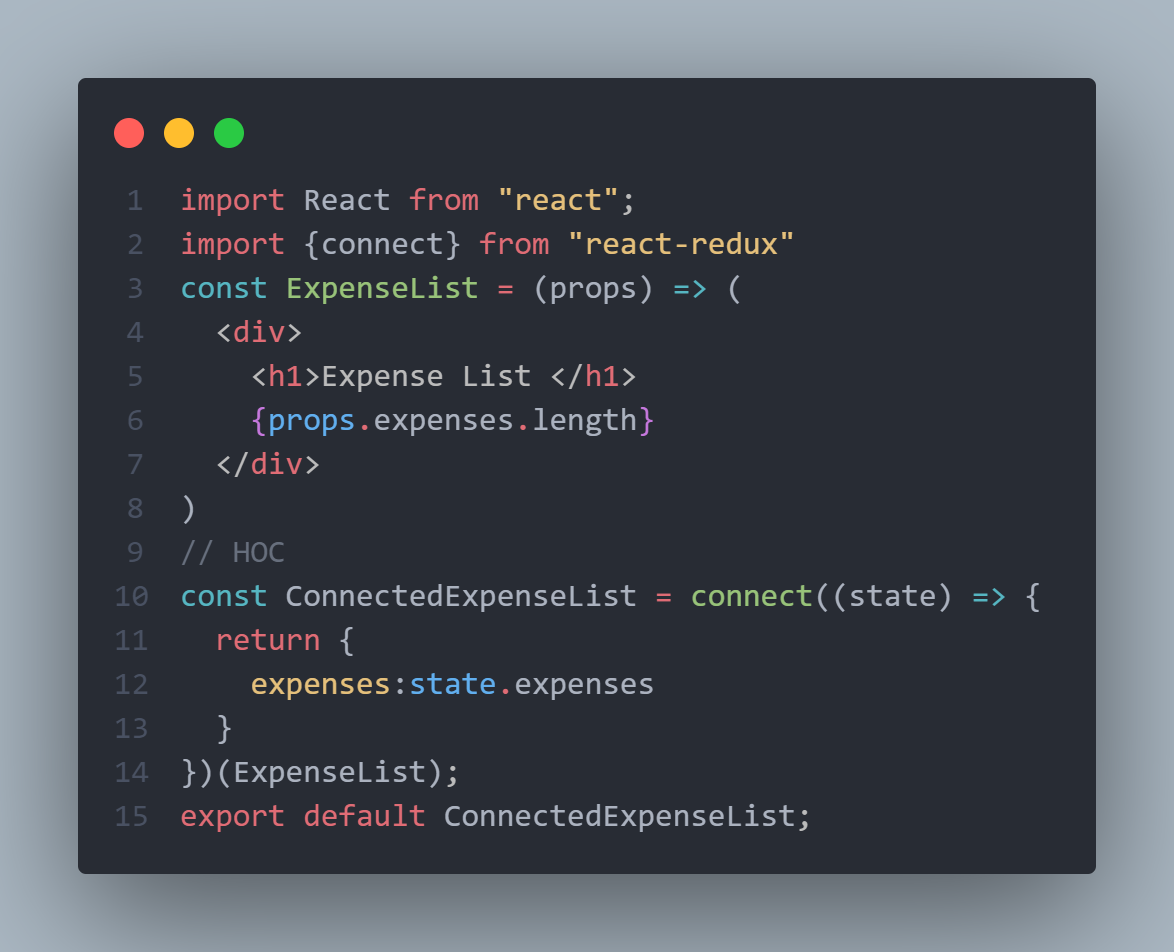 1 import React from "react";
2 import {connect} from "react-redux"
3 const ExpenseList = (props) => (
4   <div>
5     <h1>Expense List </h1>
6     {props.expenses.length}
7   </div>
8 )
9 // HOC
10 const ConnectedExpenseList = connect((state) => {
11   return {
12     expenses:state.expenses
13   }
14 })(ExpenseList);
15 export default ConnectedExpenseList;